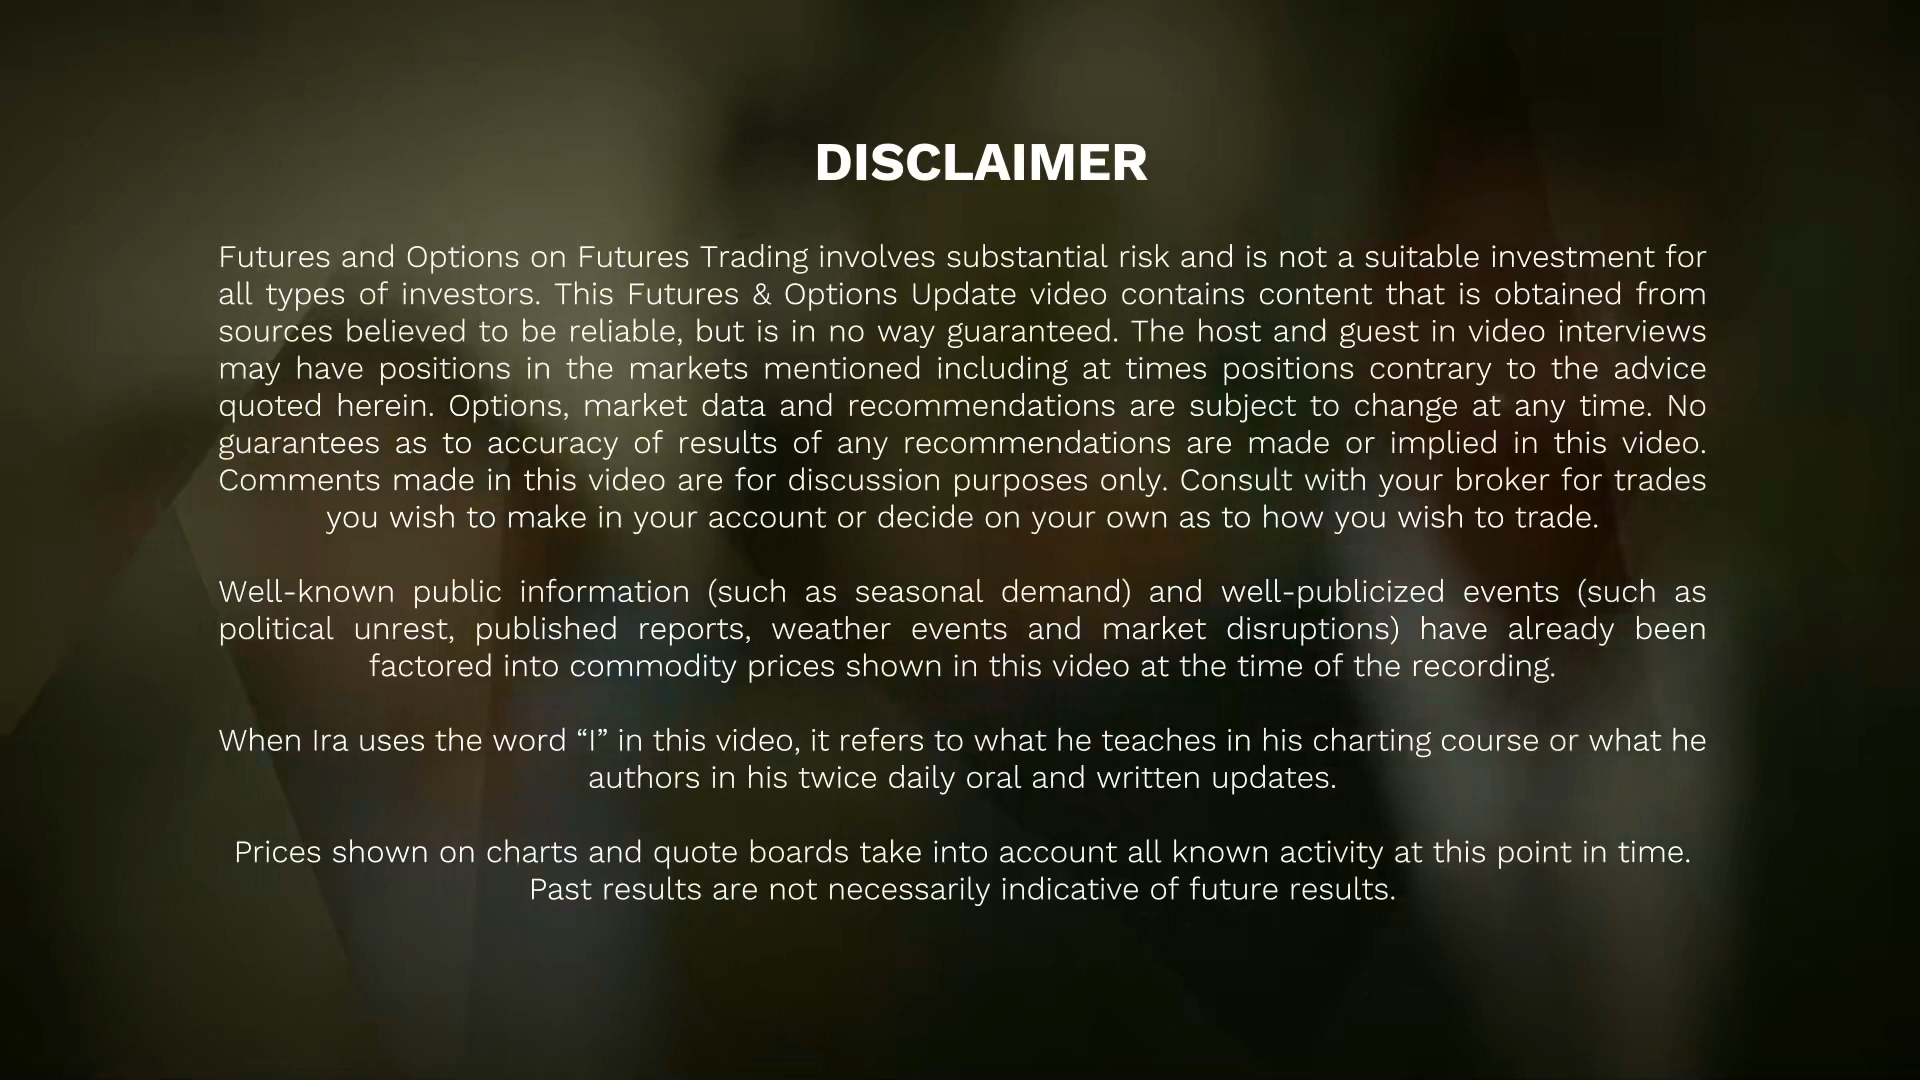 DISCLAIMER
Futures and Options on Futures Trading involves substantial risk and is not a suitable investment for
all types of investors. This Futures & Options Update video contains content that is obtained from
sources believed to be reliable, but is in no way guaranteed. The host and guest in video interviews
may have positions in the markets mentioned including at times positions contrary to the advice
quoted herein. Options, market data and recommendations are subject to change at any time. No
guarantees as to accuracy of results of any recommendations are made or implied in this video.
Comments made in this video are for discussion purposes only. Consult with your broker for trades
you wish to make in your account or decide on your own as to how you wish to trade.
Well-known public information (such as seasonal demand) and well-publicized events (such as
political unrest, published reports, weather events and market disruptions) have already been
factored into commodity prices shown in this video at the time of the recording.
When Ira uses the word “I” in this video, it refers to what he teaches in his charting course or what he
authors in his twice daily oral and written updates.
Prices shown on charts and quote boards take into account all known activity at this point in time.
Past results are not necessarily indicative of future results.